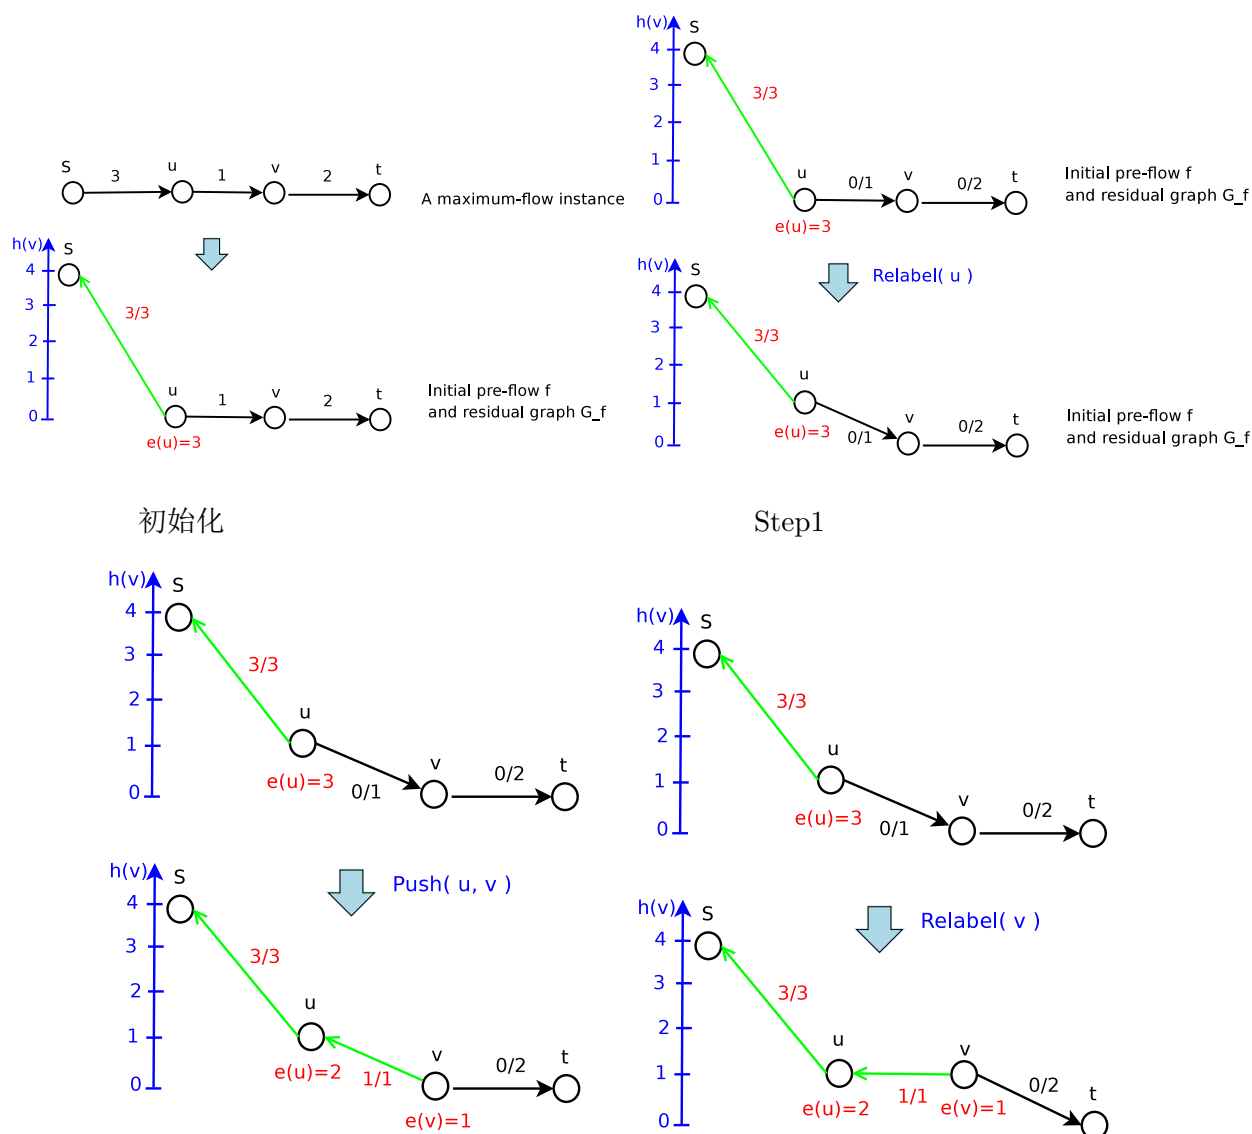 S
3
u
1
v
2
t
A maximum-flow instance
h(v)
4
3
2
1
0
S
3/3
u
1
v
2
t
e(u)=3
Initial pre-flow f
and residual graph G_f
初始化
h(v)
4
3
2
1
0
S
3/3
u
0/1
v
0/2
t
e(u)=3
Initial pre-flow f
and residual graph G_f
Relabel( u )
h(v)
4
3
2
1
0
S
3/3
u
e(u)=3
0/1
v
0/2
t
Initial pre-flow f
and residual graph G_f
Step1
h(v)
4
3
2
1
0
S
3/3
u
e(u)=3
0/1
v
0/2
t
Push( u, v )
h(v)
4
3
2
1
0
S
3/3
u
e(u)=2
1/1
v
e(v)=1
0/2
t
h(v)
4
3
2
1
0
S
3/3
u
e(u)=3
0/1
v
0/2
t
Relabel( v )
h(v)
4
3
2
1
0
S
3/3
u
e(u)=2
1/1
v
e(v)=1
0/2
t